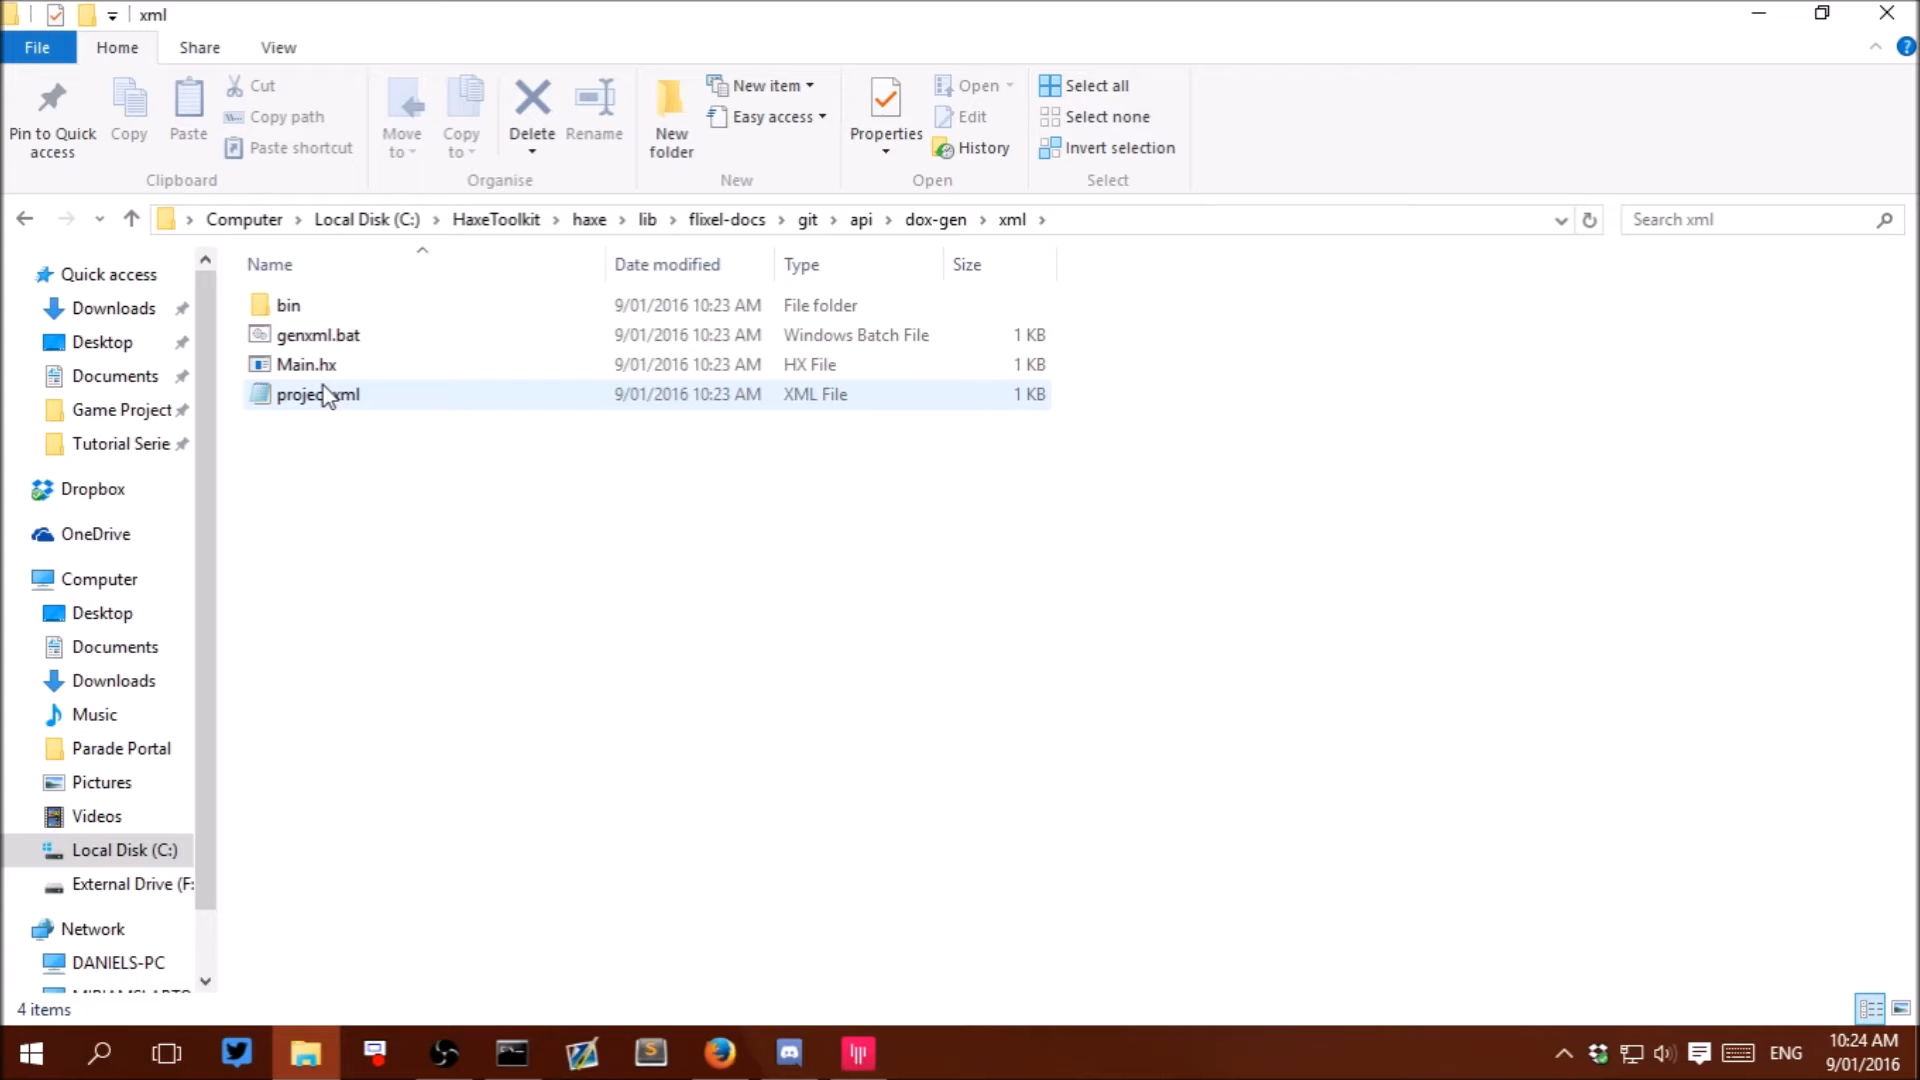 xml
File Home Share View
Pin to Quick access
Copy
Paste
Cut
Copy path
Paste shortcut
Clipboard
Move to
Copy to
Delete
Rename
Organise
New folder
New item
Easy access
New
Properties
Open
Edit
History
Open
Select all
Select none
Invert selection
Select
Computer Local Disk (C:) HaxeToolkit haxe lib flixel-docs git api dox-gen xml
Search xml
Name Date modified Type Size
bin 9/01/2016 10:23 AM File folder
genxml.bat 9/01/2016 10:23 AM Windows Batch File 1 KB
Main.hx 9/01/2016 10:23 AM HX File 1 KB
project.xml 9/01/2016 10:23 AM XML File 1 KB
Quick access
Downloads
Desktop
Documents
Game Project
Tutorial Serie
Dropbox
OneDrive
Computer
Desktop
Documents
Downloads
Music
Parade Portal
Pictures
Videos
Local Disk (C:)
External Drive (F:
Network
DANIELS-PC
4 items
ENG
10:24 AM
9/01/2016